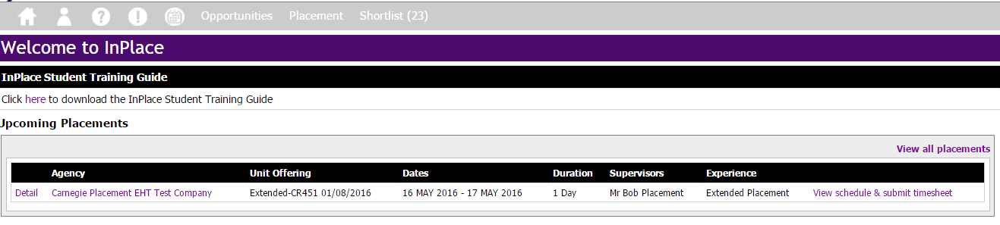 Opportunities Placement Shortlist (23)
Welcome to InPlace
InPlace Student Training Guide
Click here to download the InPlace Student Training Guide
Upcoming Placements
View all placements
Agency Unit Offering Dates Duration Supervisors Experience
Detail Carnegie Placement EHT Test Company Extended-CR451 01/08/2016 16 MAY 2016 - 17 MAY 2016 1 Day Mr Bob Placement Extended Placement View schedule & submit timesheet